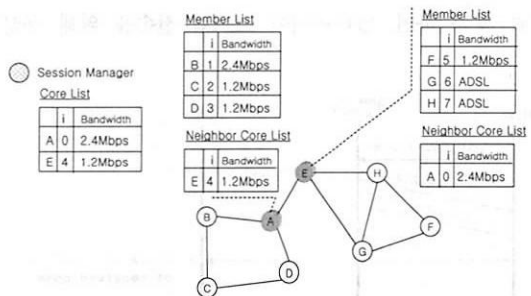 Session Manager
Core List
i Bandwidth
A 0 2.4Mbps
E 4 1.2Mbps
Member List
i Bandwidth
B 1 2.4Mbps
C 2 1.2Mbps
D 3 1.2Mbps
Neighbor Core List
i Bandwidth
E 4 1.2Mbps
Member List
i Bandwidth
F 5 1.2Mbps
G 6 ADSL
H 7 ADSL
Neighbor Core List
i Bandwidth
A 0 2.4Mbps
E
H
B
A
F
G
D
C